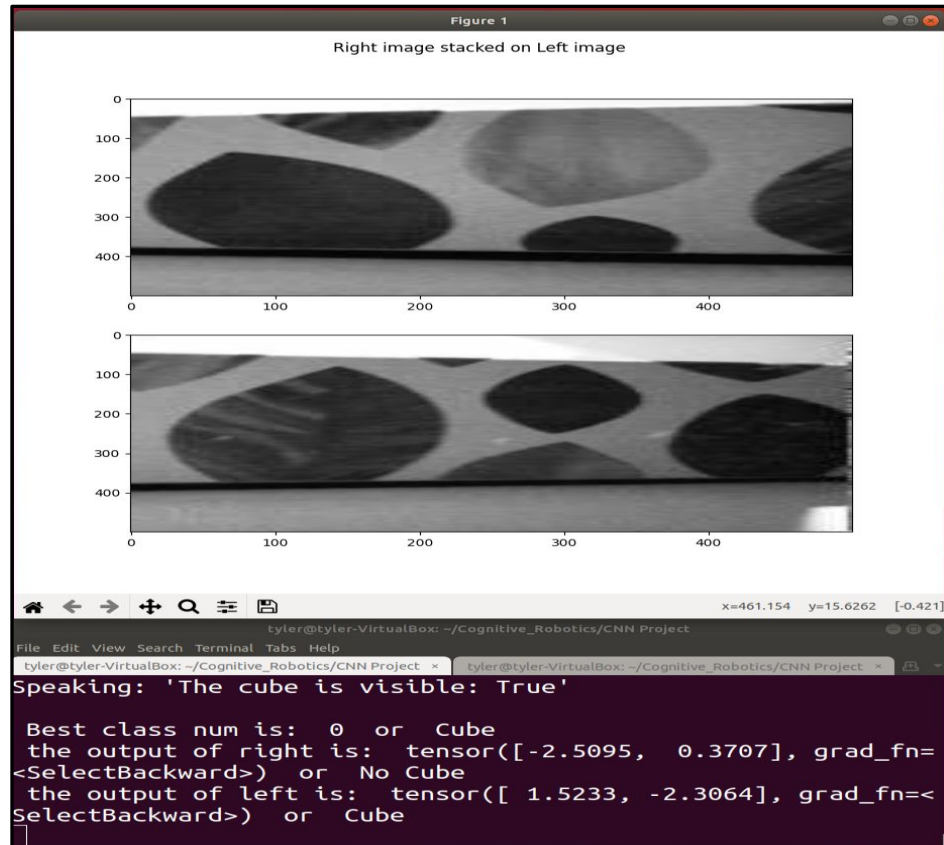 Figure 1
Right image stacked on Left image
0
100
200
300
400
0 100 200 300 400
0
100
200
300
400
0 100 200 300 400
x=461.154 y=15.6262 [-0.421]
tyler@tyler-VirtualBox: ~/Cognitive_Robotics/CNN Project
File Edit View Search Terminal Tabs Help
tyler@tyler-VirtualBox: ~/Cognitive_Robotics/CNN Project × tyler@tyler-VirtualBox: ~/Cognitive_Robotics/CNN Project ×
Speaking: 'The cube is visible: True'
Best class num is: 0 or Cube
the output of right is: tensor([-2.5095, 0.3707], grad_fn=
<SelectBackward>) or No Cube
the output of left is: tensor([ 1.5233, -2.3064], grad_fn=<
SelectBackward>) or Cube